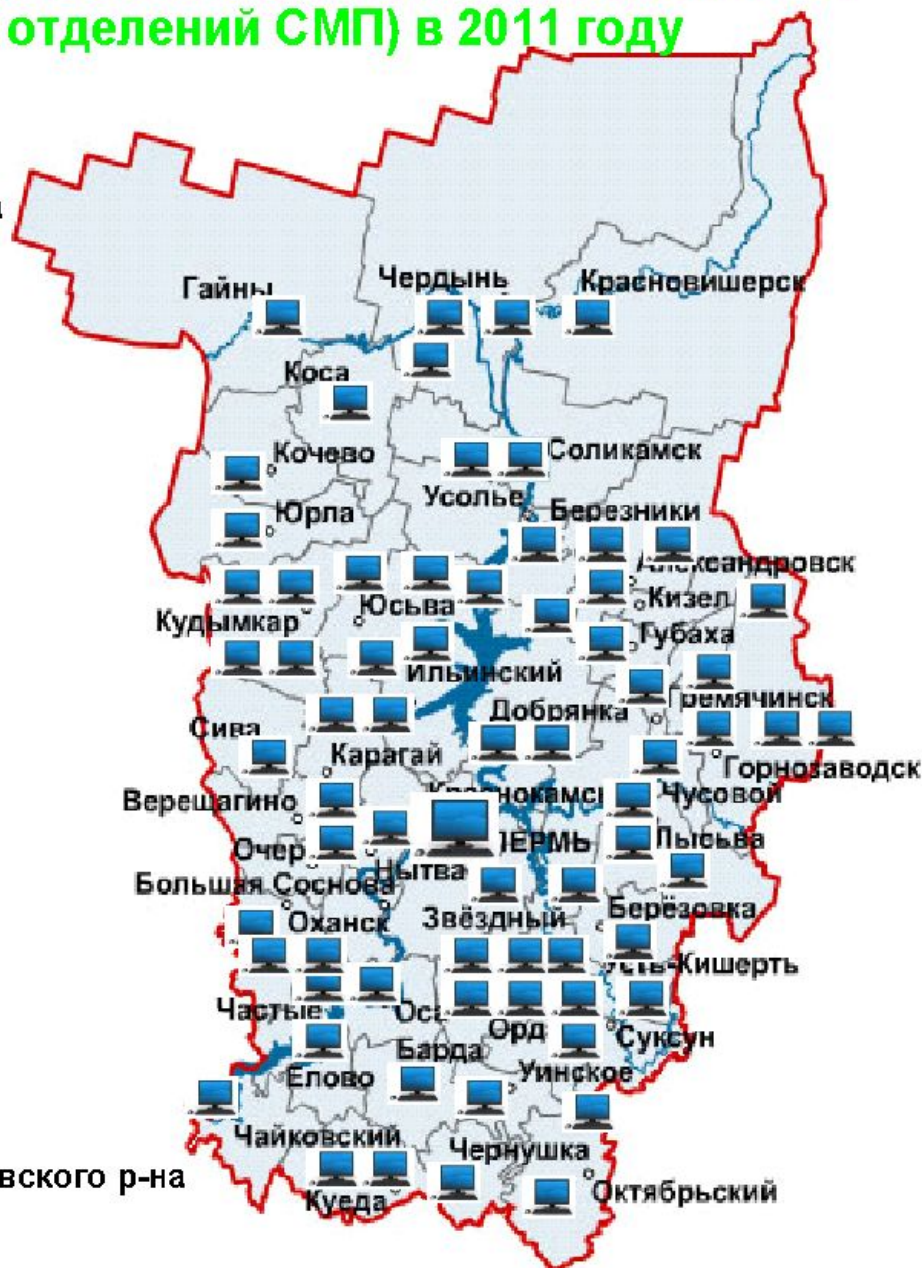 отделений СМП) в 2011 году
Гайны
Чердынь
Красновишерск
Коса
Кочево
Соликамск
Усолье
Юрла
Березники
Александровск
Юсьва
Кизел
Кудымкар
Губаха
Ильинский
Гремячинск
Добрянка
Сива
Карагай
Горнозаводск
Верещагино
Краснокамск
Чусовой
Очер
ПЕРМЬ
Лысьва
Нытва
Большая Соснова
Оханск
Звёздный
Берёзовка
Усть-Кишерть
Частые
Оса
Орд
Суксун
Барда
Елово
Уинское
Чайковский
Чернушка
вского р-на
Куеда
Октябрьский